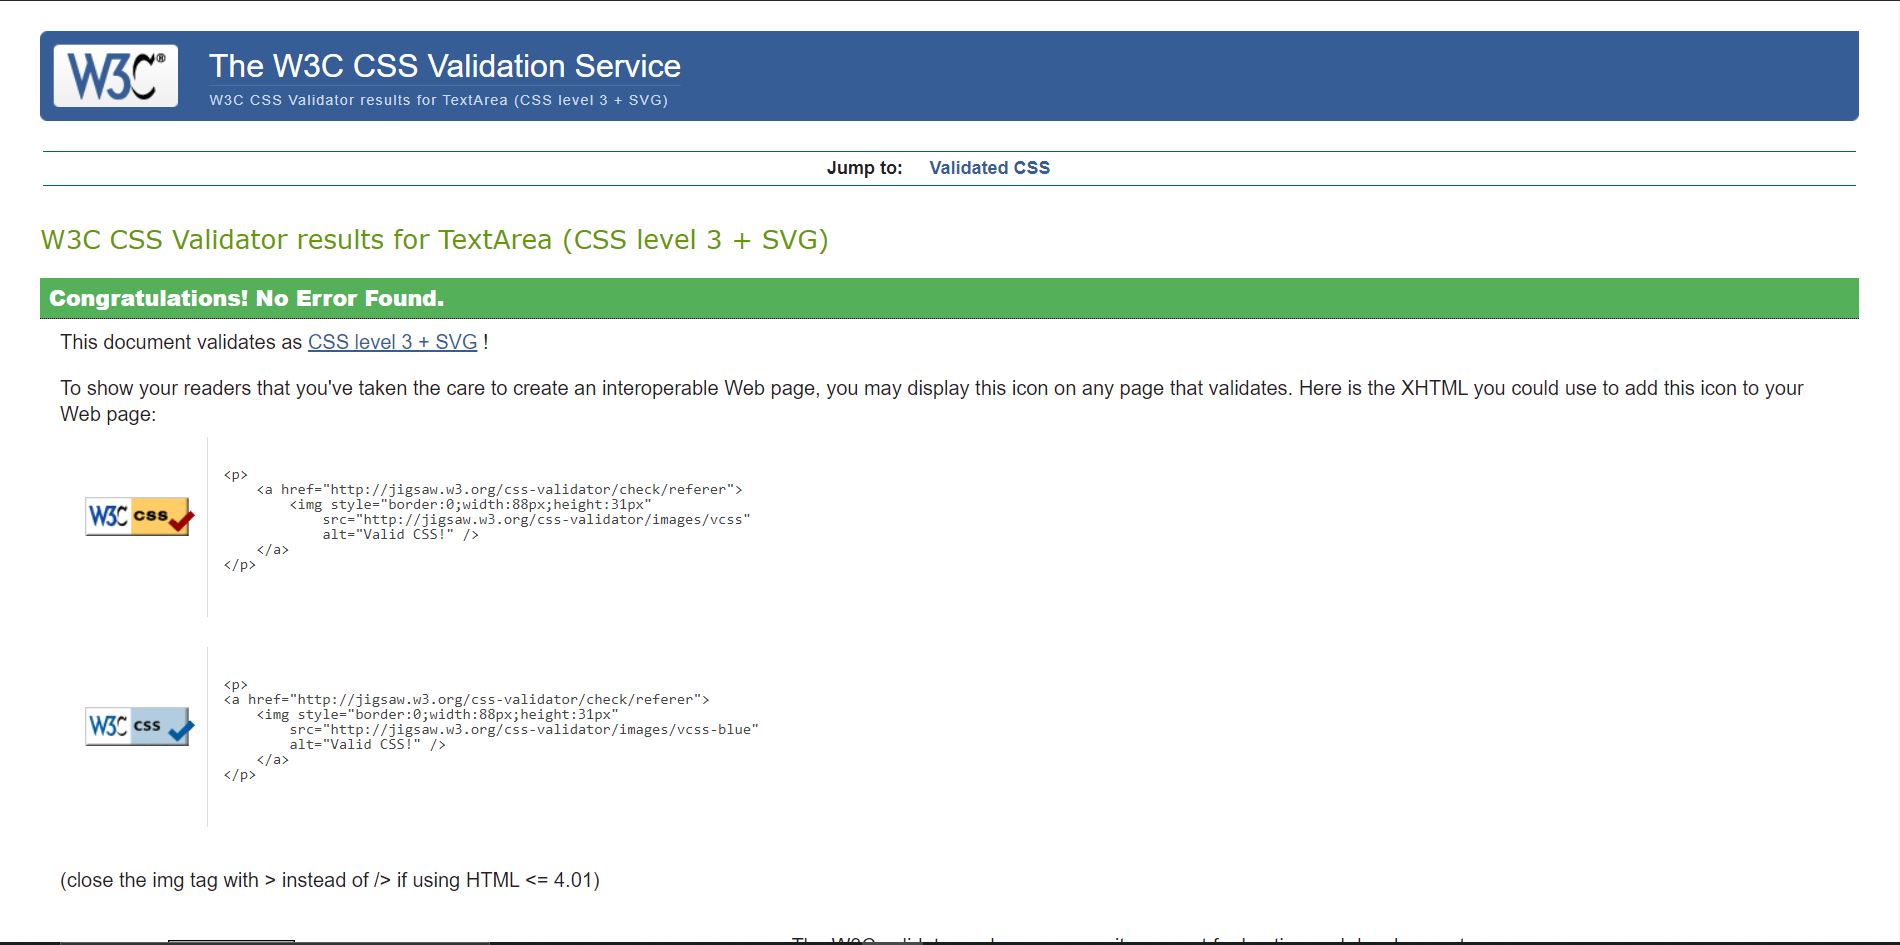 W3C®
The W3C CSS Validation Service
W3C CSS Validator results for TextArea (CSS level 3 + SVG)
Jump to: Validated CSS
W3C CSS Validator results for TextArea (CSS level 3 + SVG)
Congratulations! No Error Found.
This document validates as CSS level 3 + SVG !
To show your readers that you've taken the care to create an interoperable Web page, you may display this icon on any page that validates. Here is the XHTML you could use to add this icon to your
Web page:
W3C css
<p>
    <a href="http://jigsaw.w3.org/css-validator/check/referer">
        <img style="border:0;width:88px;height:31px"
            src="http://jigsaw.w3.org/css-validator/images/vcss"
            alt="Valid CSS!" />
    </a>
</p>
W3C css
<p>
<a href="http://jigsaw.w3.org/css-validator/check/referer">
    <img style="border:0;width:88px;height:31px"
        src="http://jigsaw.w3.org/css-validator/images/vcss-blue"
        alt="Valid CSS!" />
    </a>
</p>
(close the img tag with > instead of /> if using HTML <= 4.01)